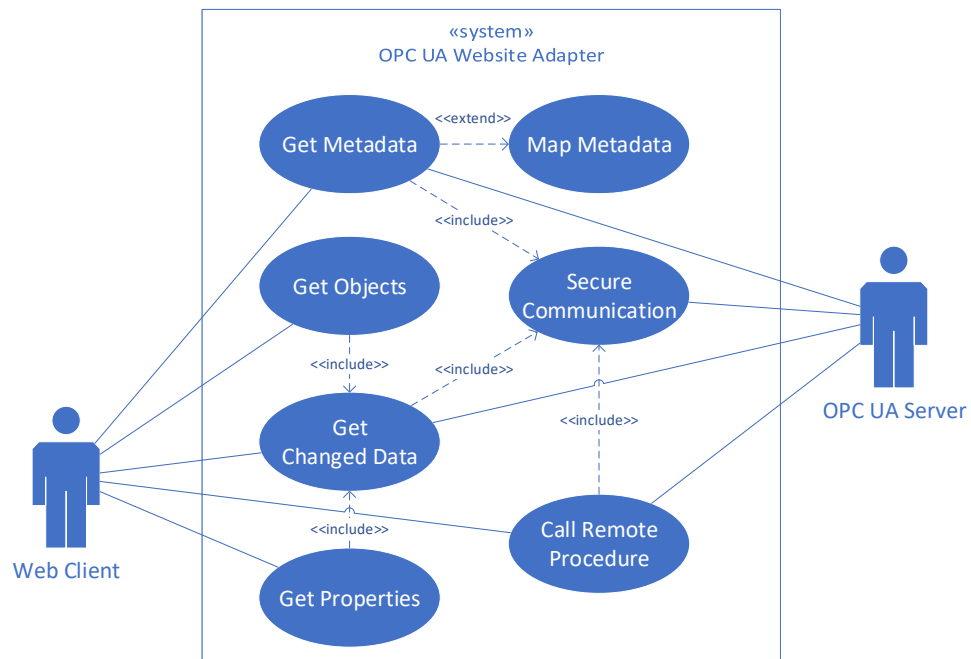 «system»
OPC UA Website Adapter
<<extend>>
Get Metadata
Map Metadata
<<include>>
Get Objects
Secure
Communication
<<include>>
<<include>>
OPC UA Server
Get
Changed Data
<<include>>
<<include>>
Call Remote
Procedure
Web Client
Get Properties